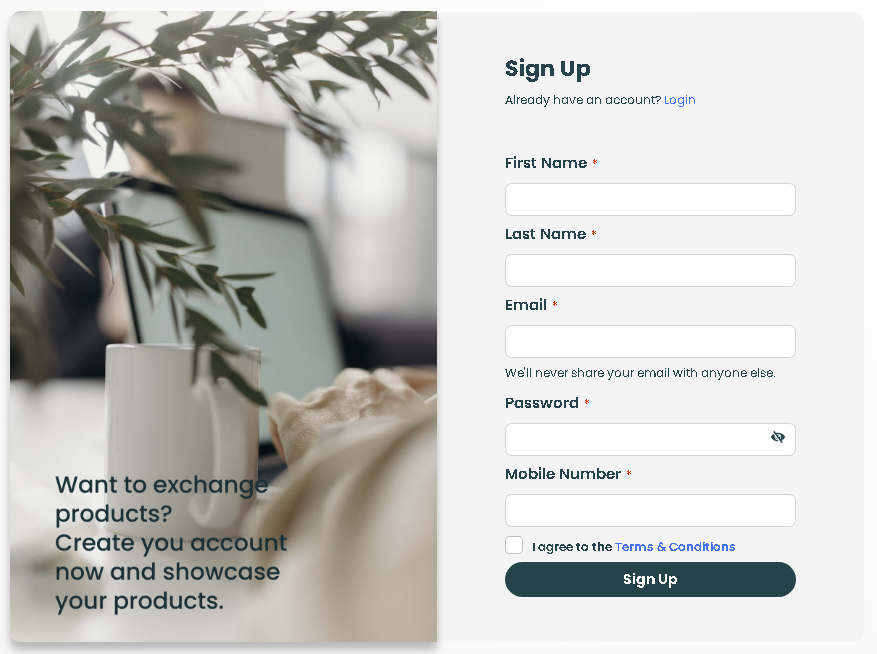 Sign Up
Already have an account? Login
First Name *
Last Name *
Email *
We'll never share your email with anyone else.
Password *
Mobile Number *
I agree to the Terms & Conditions
Sign Up
Want to exchange
products?
Create you account
now and showcase
your products.